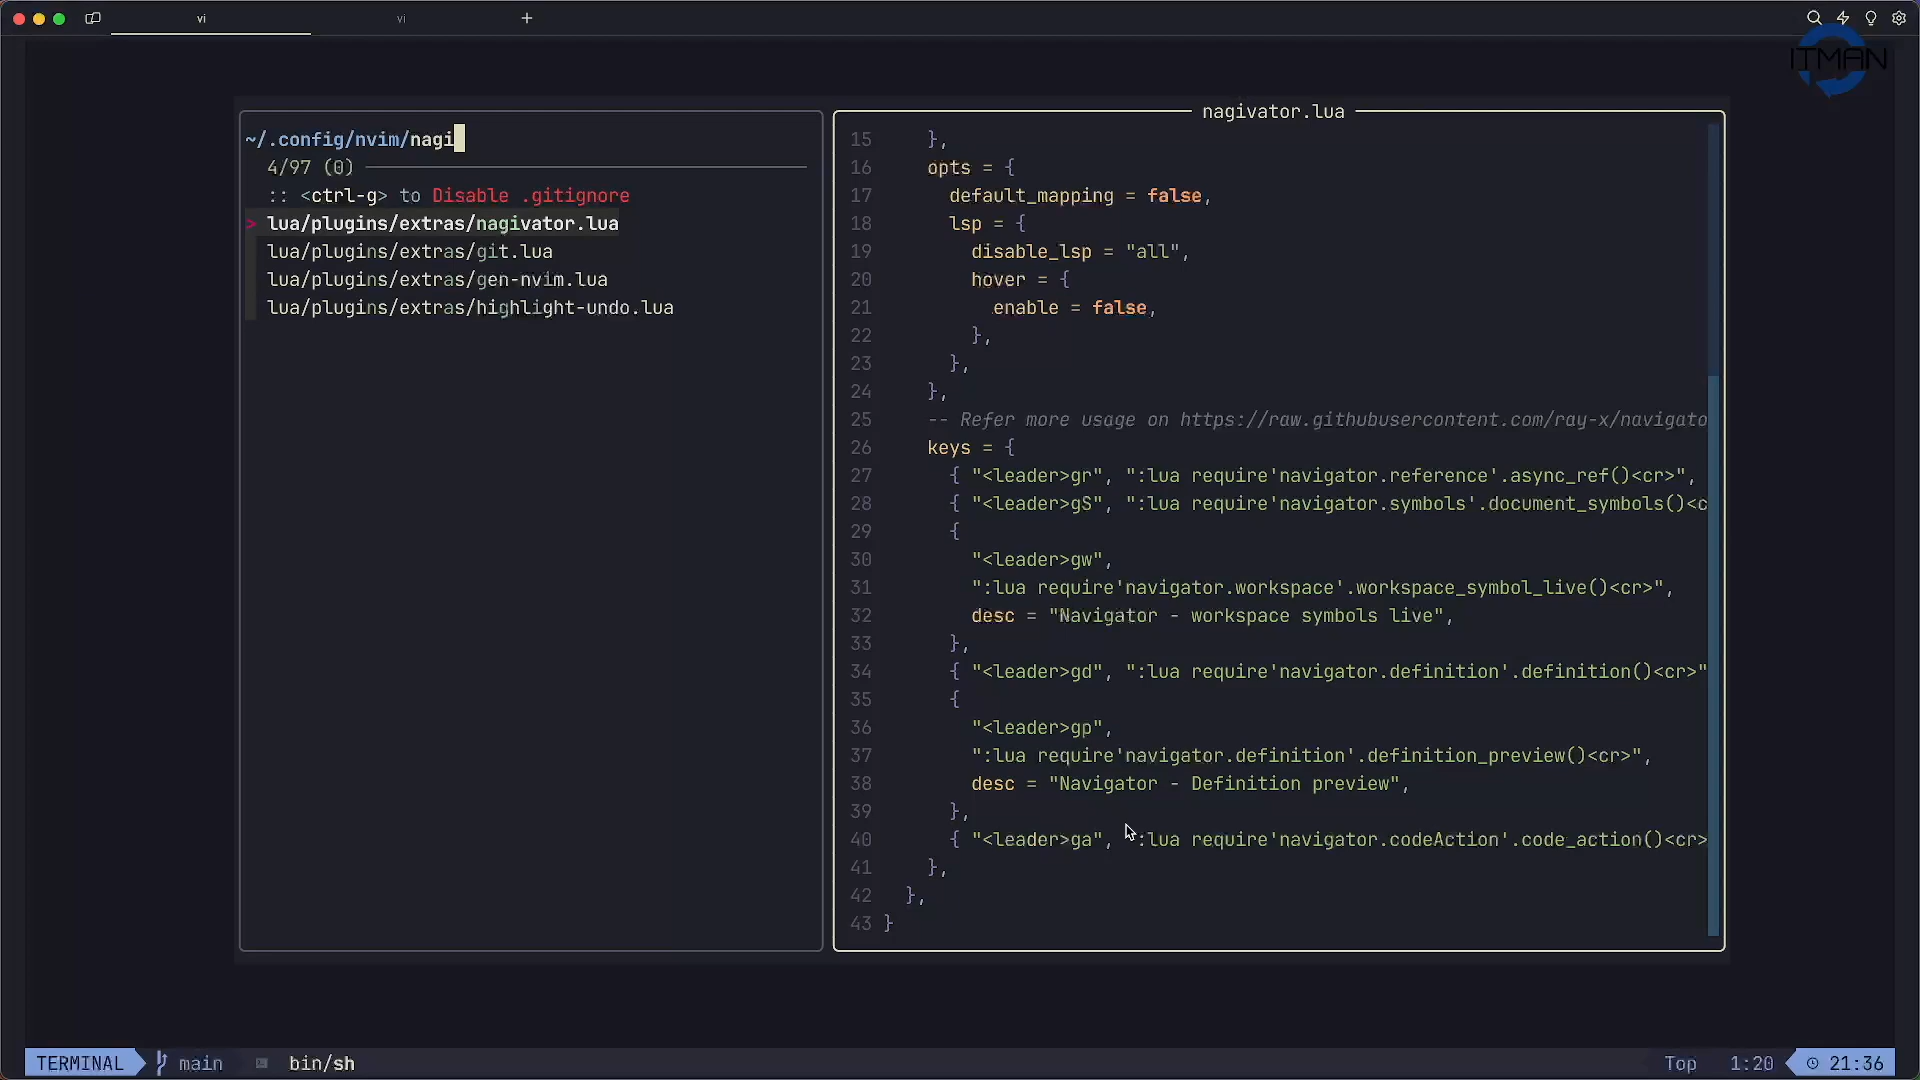 vi
vi
+
ITMAN
~/.config/nvim/nagi
4/97 (0)
:: <ctrl-g> to Disable .gitignore
> lua/plugins/extras/nagivator.lua
lua/plugins/extras/git.lua
lua/plugins/extras/gen-nvim.lua
lua/plugins/extras/highlight-undo.lua
nagivator.lua
15 },
16 opts = {
17 default_mapping = false,
18 lsp = {
19 disable_lsp = "all",
20 hover = {
21 enable = false,
22 },
23 },
24 },
25 -- Refer more usage on https://raw.githubusercontent.com/ray-x/navigato
26 keys = {
27 { "<leader>gr", ":lua require'navigator.reference'.async_ref()<cr>",
28 { "<leader>gS", ":lua require'navigator.symbols'.document_symbols()<c
29 {
30 "<leader>gw",
31 ":lua require'navigator.workspace'.workspace_symbol_live()<cr>",
32 desc = "Navigator - workspace symbols live",
33 },
34 { "<leader>gd", ":lua require'navigator.definition'.definition()<cr>"
35 {
36 "<leader>gp",
37 ":lua require'navigator.definition'.definition_preview()<cr>",
38 desc = "Navigator - Definition preview",
39 },
40 { "<leader>ga", ":lua require'navigator.codeAction'.code_action()<cr>
41 },
42 },
43 }
TERMINAL main bin/sh Top 1:20 21:36